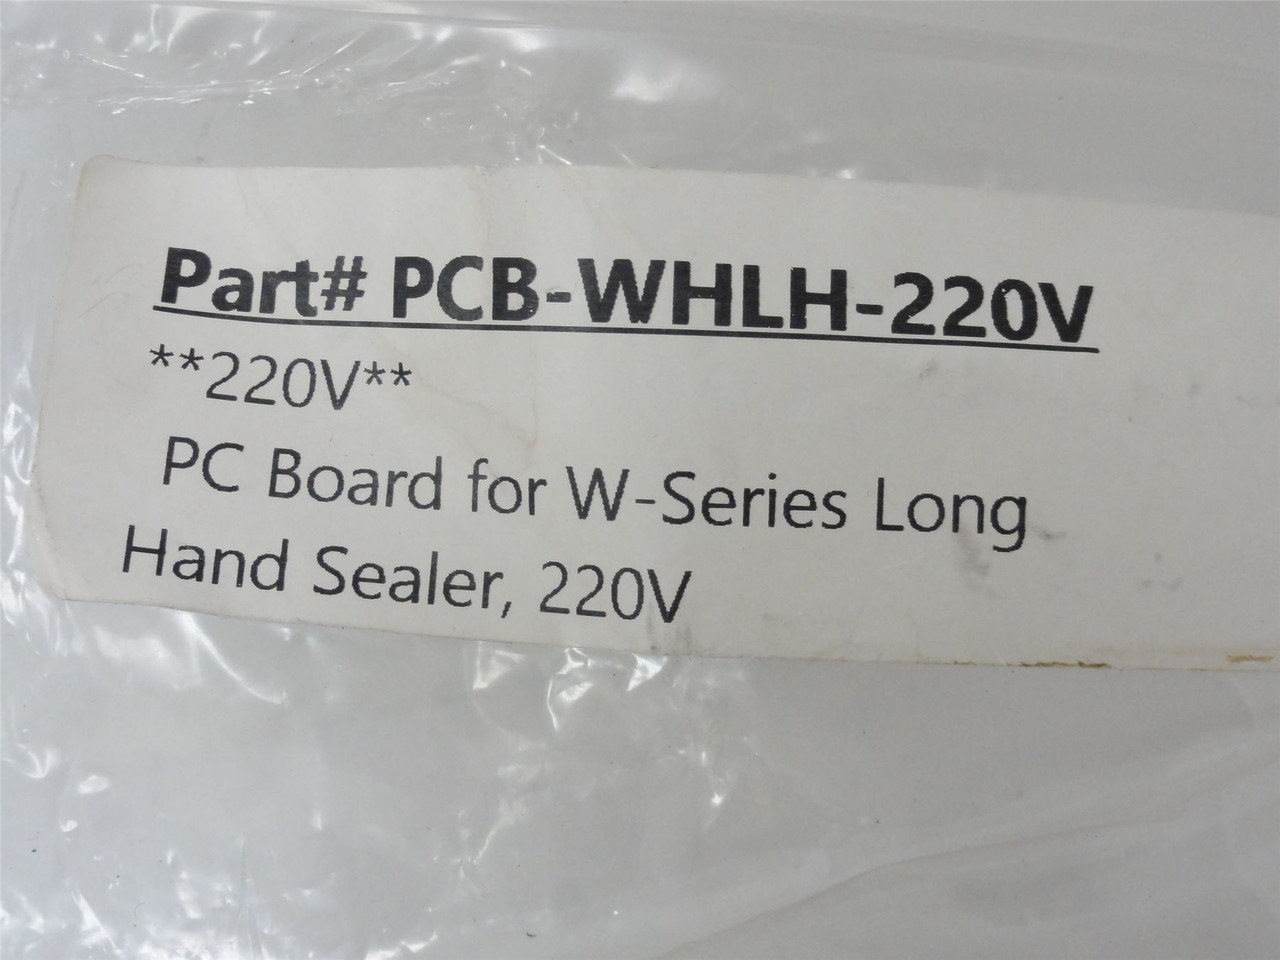 Part# PCB-WHLH-220V
**220V**
PC Board for W-Series Long
Hand Sealer, 220V